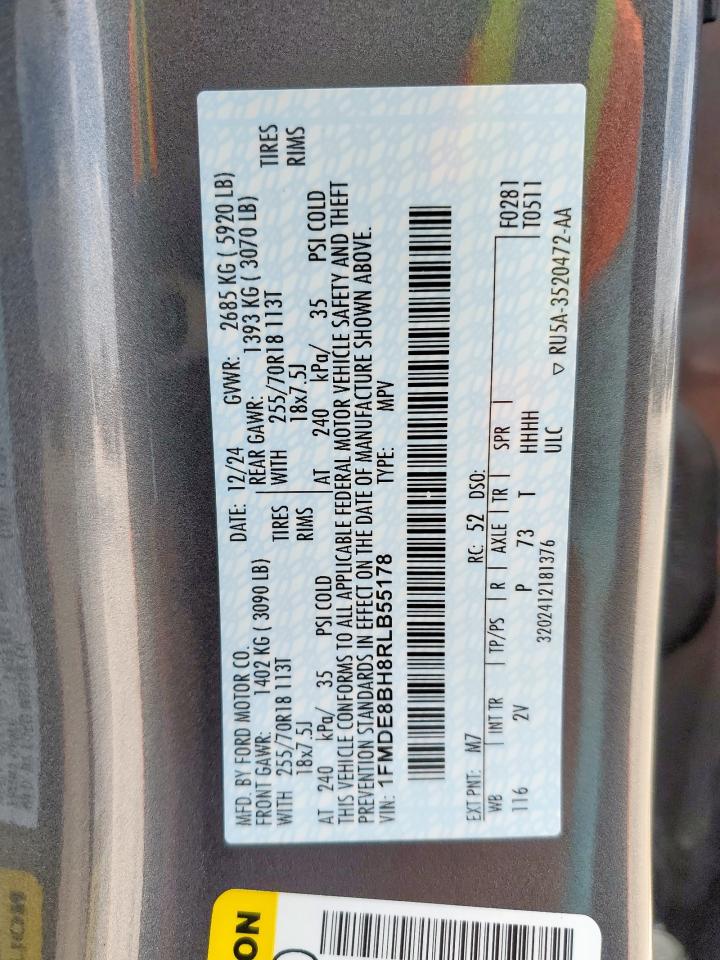 MFD. BY FORD MOTOR CO. DATE: 12/24 GVWR: 2685 KG ( 5920 LB)
FRONT GAWR: 1402 KG ( 3090 LB) REAR GAWR: 1393 KG ( 3070 LB)
WITH 255/70R18 113T TIRES WITH 255/70R18 113T TIRES
18x7.5J RIMS 18x7.5J RIMS
AT 240 kPa/ 35 PSI COLD AT 240 kPa/ 35 PSI COLD
THIS VEHICLE CONFORMS TO ALL APPLICABLE FEDERAL MOTOR VEHICLE SAFETY AND THEFT
PREVENTION STANDARDS IN EFFECT ON THE DATE OF MANUFACTURE SHOWN ABOVE.
VIN: 1FMDE8BH8RLB55178 TYPE: MPV
EXT PNT: M7 RC: 52 DSO:
WB INT TR TP/PS R AXLE TR SPR F0281
116 2V P 73 T HHHH T0511
3202412181376 ULC
▽ RU5A-3520472-AA
ON